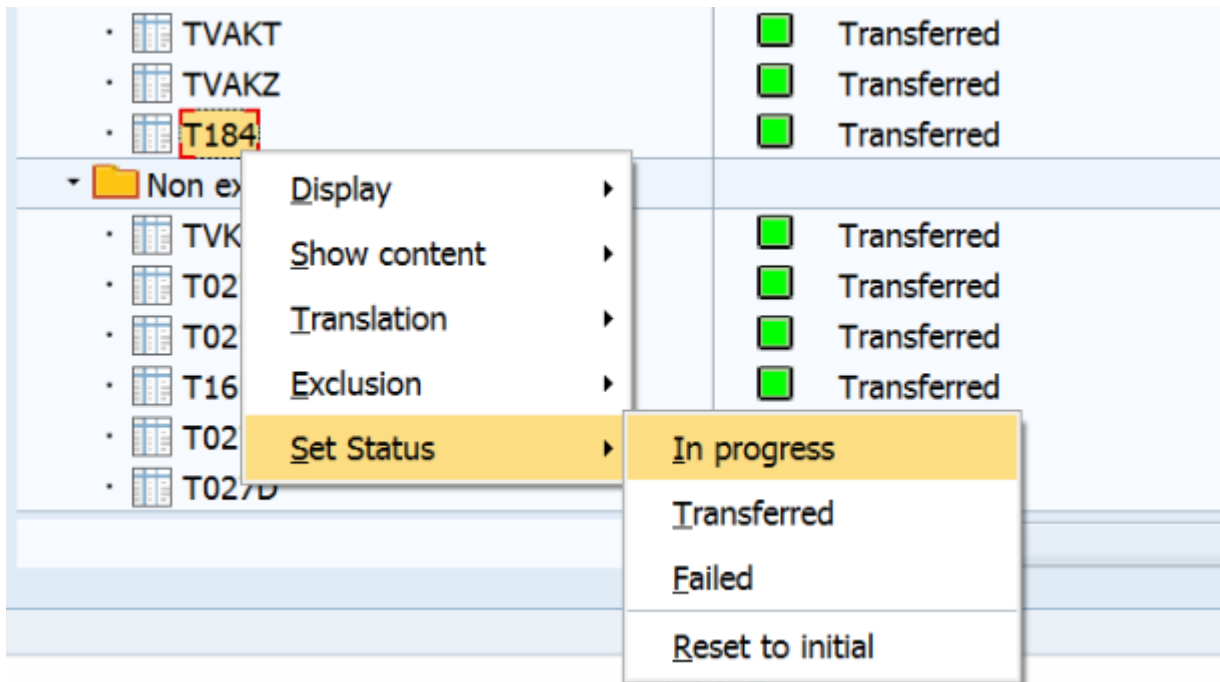 TVAKT Transferred
TVAKZ Transferred
T184 Transferred
Non ex
TVK Transferred
T02 Transferred
T02 Transferred
T16 Transferred
T02
T027D
Display
Show content
Translation
Exclusion
Set Status
In progress
Transferred
Failed
Reset to initial